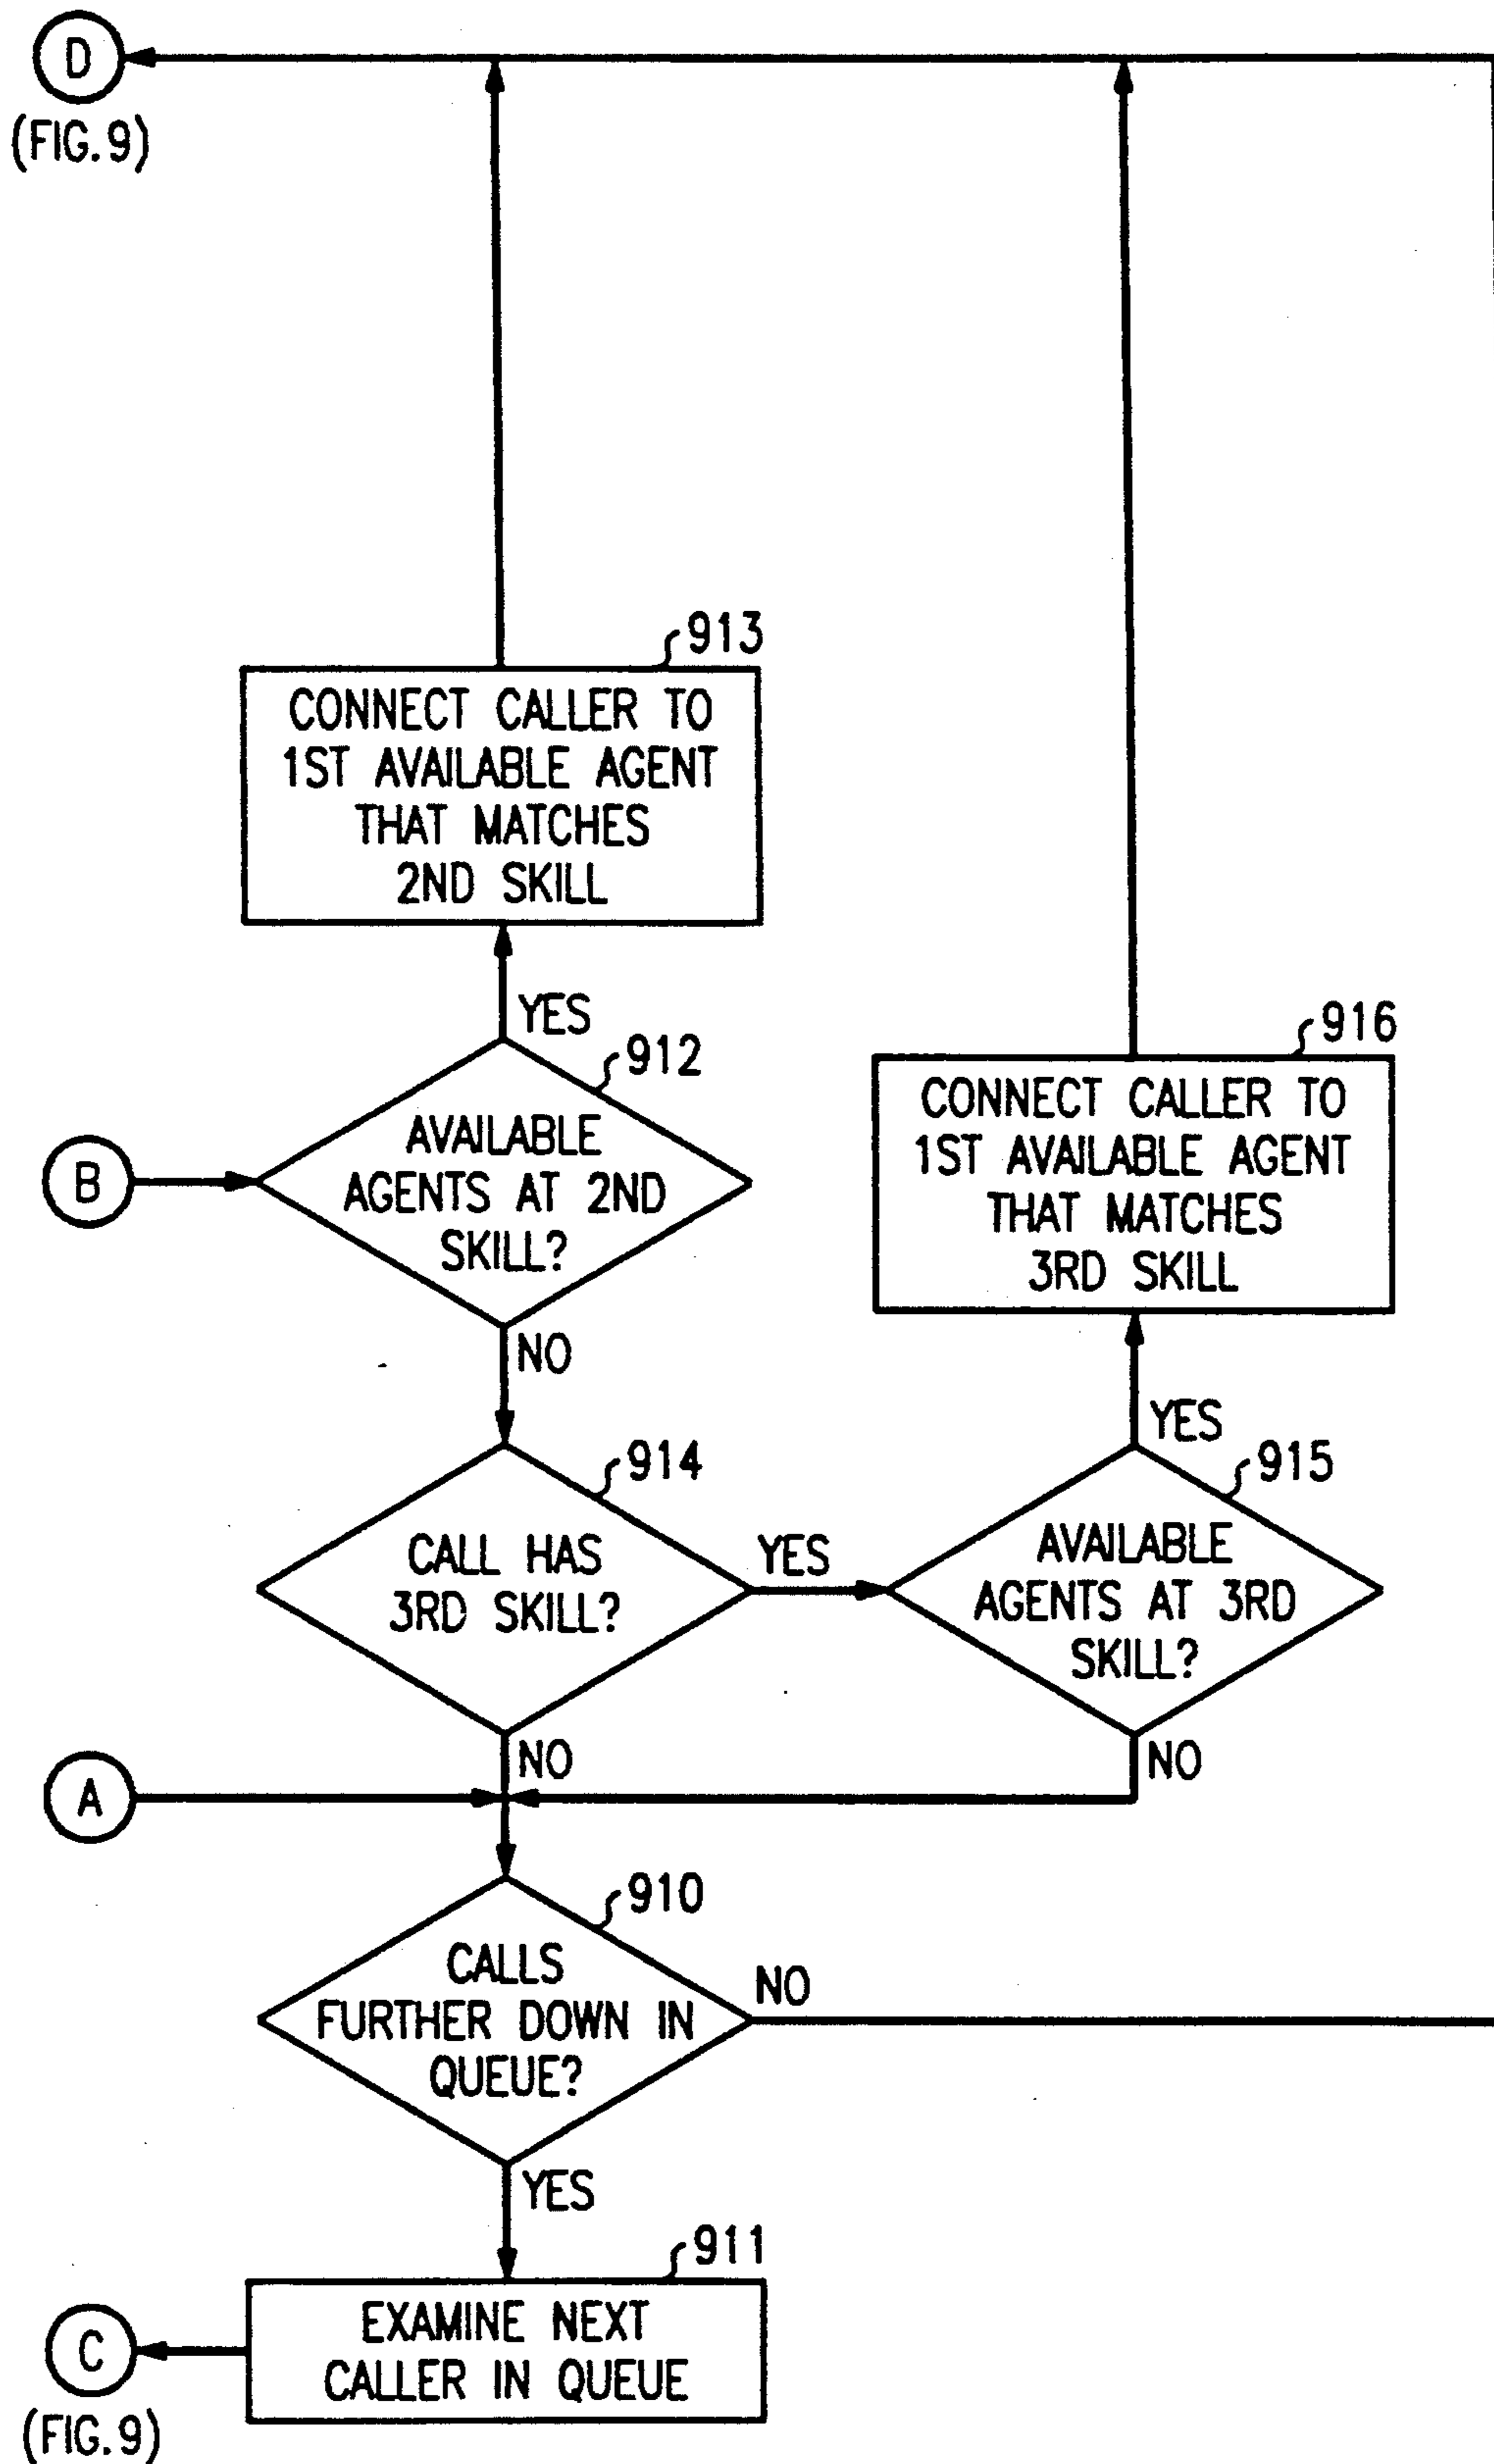 D
(FIG. 9)
913
CONNECT CALLER TO
1ST AVAILABLE AGENT
THAT MATCHES
2ND SKILL
YES
912
AVAILABLE
AGENTS AT 2ND
SKILL?
B
NO
916
CONNECT CALLER TO
1ST AVAILABLE AGENT
THAT MATCHES
3RD SKILL
YES
914
CALL HAS
3RD SKILL?
YES
915
AVAILABLE
AGENTS AT 3RD
SKILL?
NO
NO
A
910
CALLS
FURTHER DOWN IN
QUEUE?
NO
YES
911
EXAMINE NEXT
CALLER IN QUEUE
C
(FIG. 9)